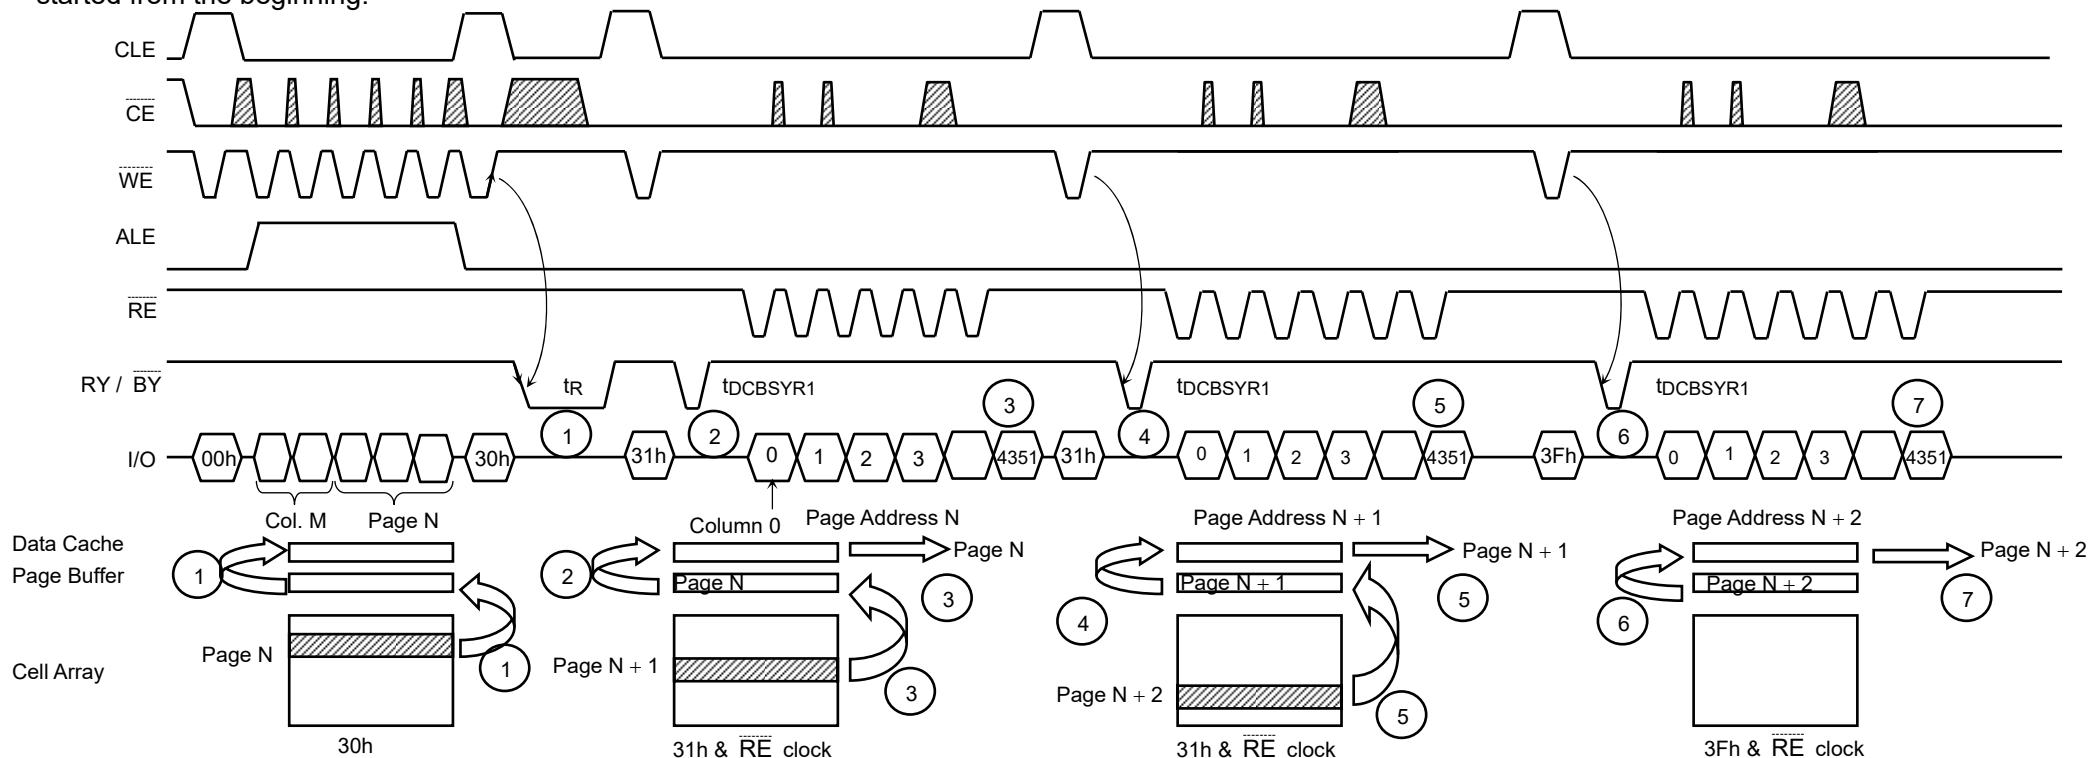 started from the beginning.
CLE
CE
WE
ALE
RE
RY / BY
tR
tDCBSYR1
tDCBSYR1
tDCBSYR1
3
5
7
1
2
4
6
I/O
00h
30h
31h
0
1
2
3
4351
31h
0
1
2
3
4351
3Fh
0
1
2
3
4351
Col. M
Page N
Column 0
Page Address N
Page Address N + 1
Page Address N + 2
Data Cache
Page Buffer
1
2
Page N
Page N
3
4
Page N + 1
Page N + 1
5
6
Page N + 2
Page N + 2
7
Cell Array
Page N
1
Page N + 1
3
Page N + 2
5
30h
31h & RE clock
31h & RE clock
3Fh & RE clock